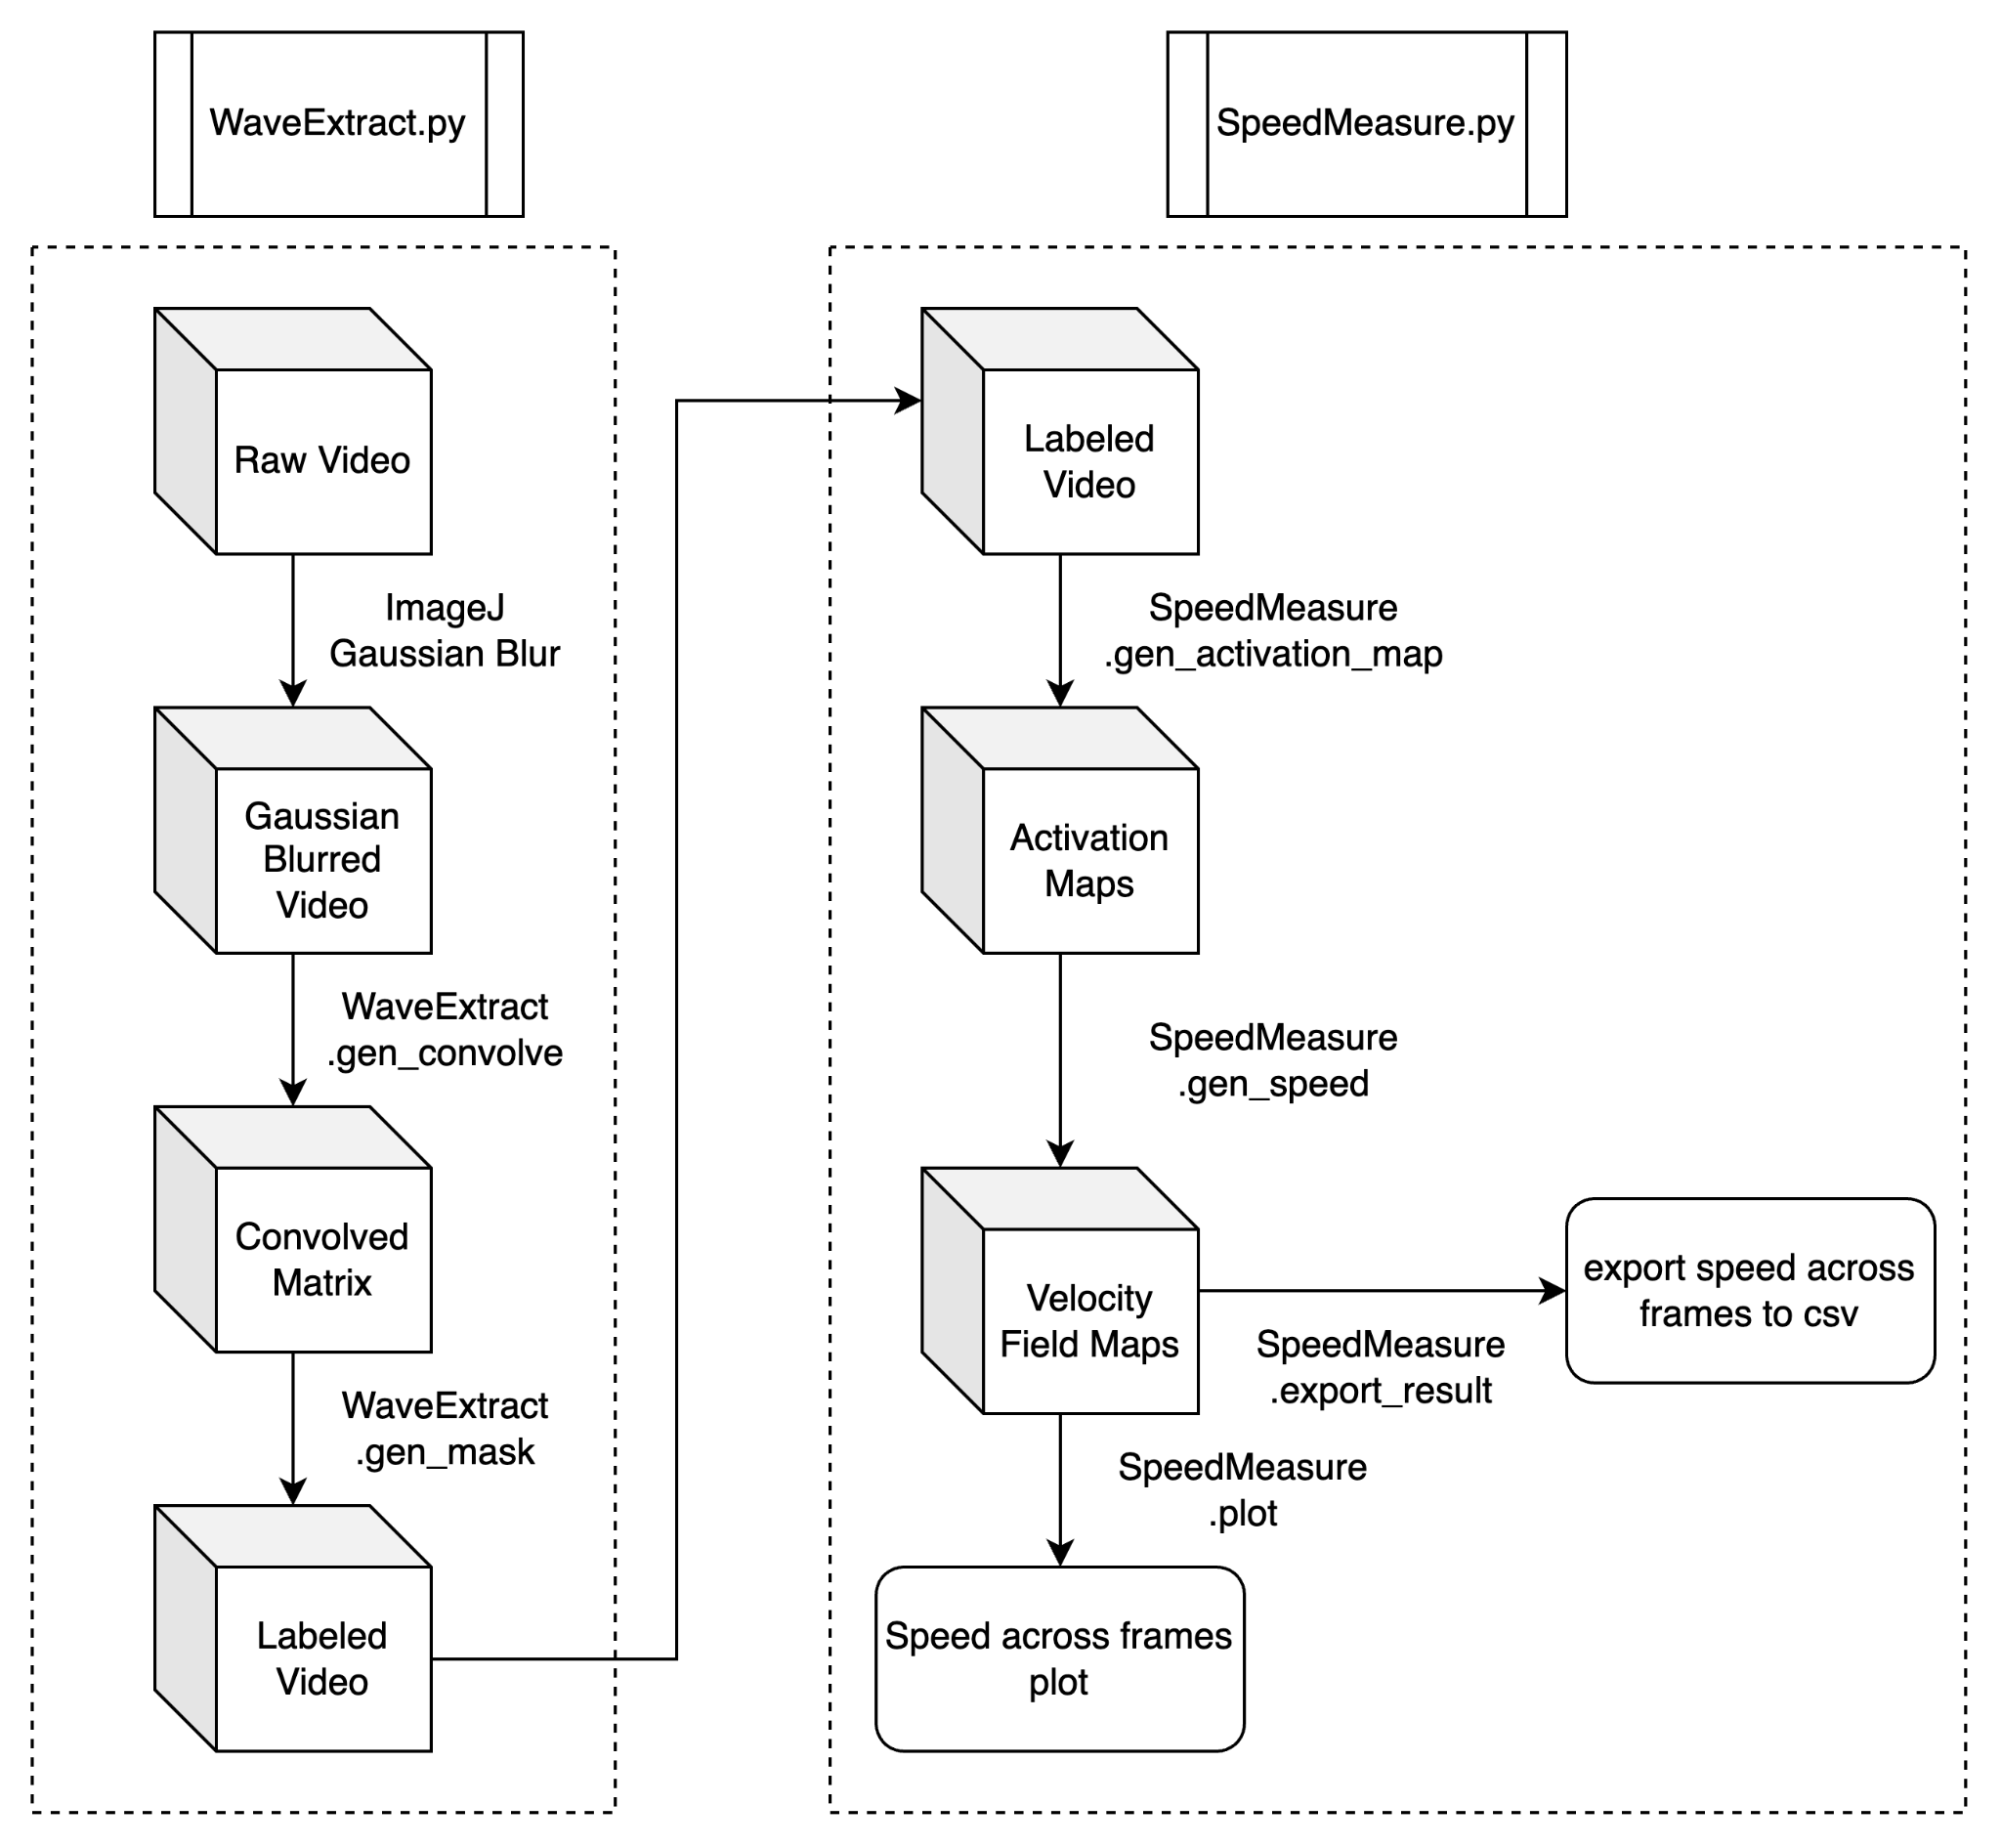 WaveExtract.py
Raw Video
ImageJ
Gaussian Blur
Gaussian
Blurred
Video
WaveExtract
.gen_convolve
Convolved
Matrix
WaveExtract
.gen_mask
Labeled
Video
SpeedMeasure.py
Labeled
Video
SpeedMeasure
.gen_activation_map
Activation
Maps
SpeedMeasure
.gen_speed
Velocity
Field Maps
SpeedMeasure
.export_result
export speed across
frames to csv
SpeedMeasure
.plot
Speed across frames
plot